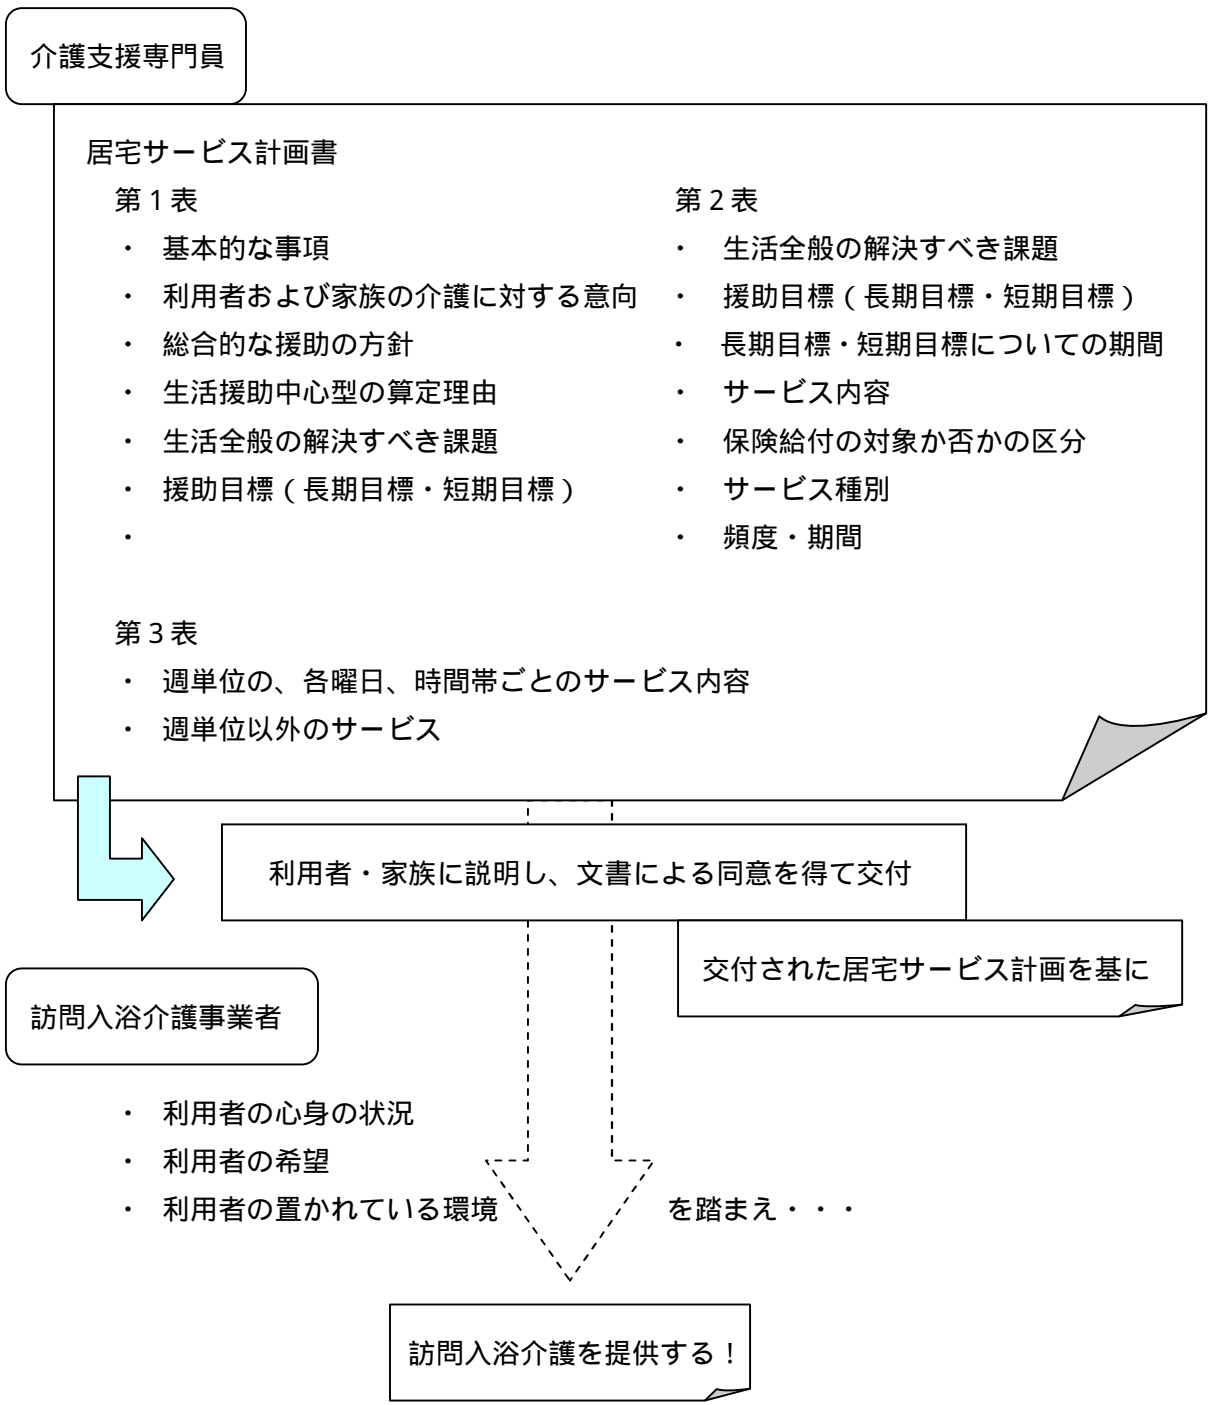 介護支援専門員
居宅サービス計画書
第1表
・ 基本的な事項
・ 利用者および家族の介護に対する意向
・ 総合的な援助の方針
・ 生活援助中心型の算定理由
・ 生活全般の解決すべき課題
・ 援助目標(長期目標・短期目標)
・
第2表
・ 生活全般の解決すべき課題
・ 援助目標(長期目標・短期目標)
・ 長期目標・短期目標についての期間
・ サービス内容
・ 保険給付の対象か否かの区分
・ サービス種別
・ 頻度・期間
第3表
・ 週単位の、各曜日、時間帯ごとのサービス内容
・ 週単位以外のサービス
利用者・家族に説明し、文書による同意を得て交付
交付された居宅サービス計画を基に
訪問入浴介護事業者
・ 利用者の心身の状況
・ 利用者の希望
・ 利用者の置かれている環境 を踏まえ・・・
訪問入浴介護を提供する!